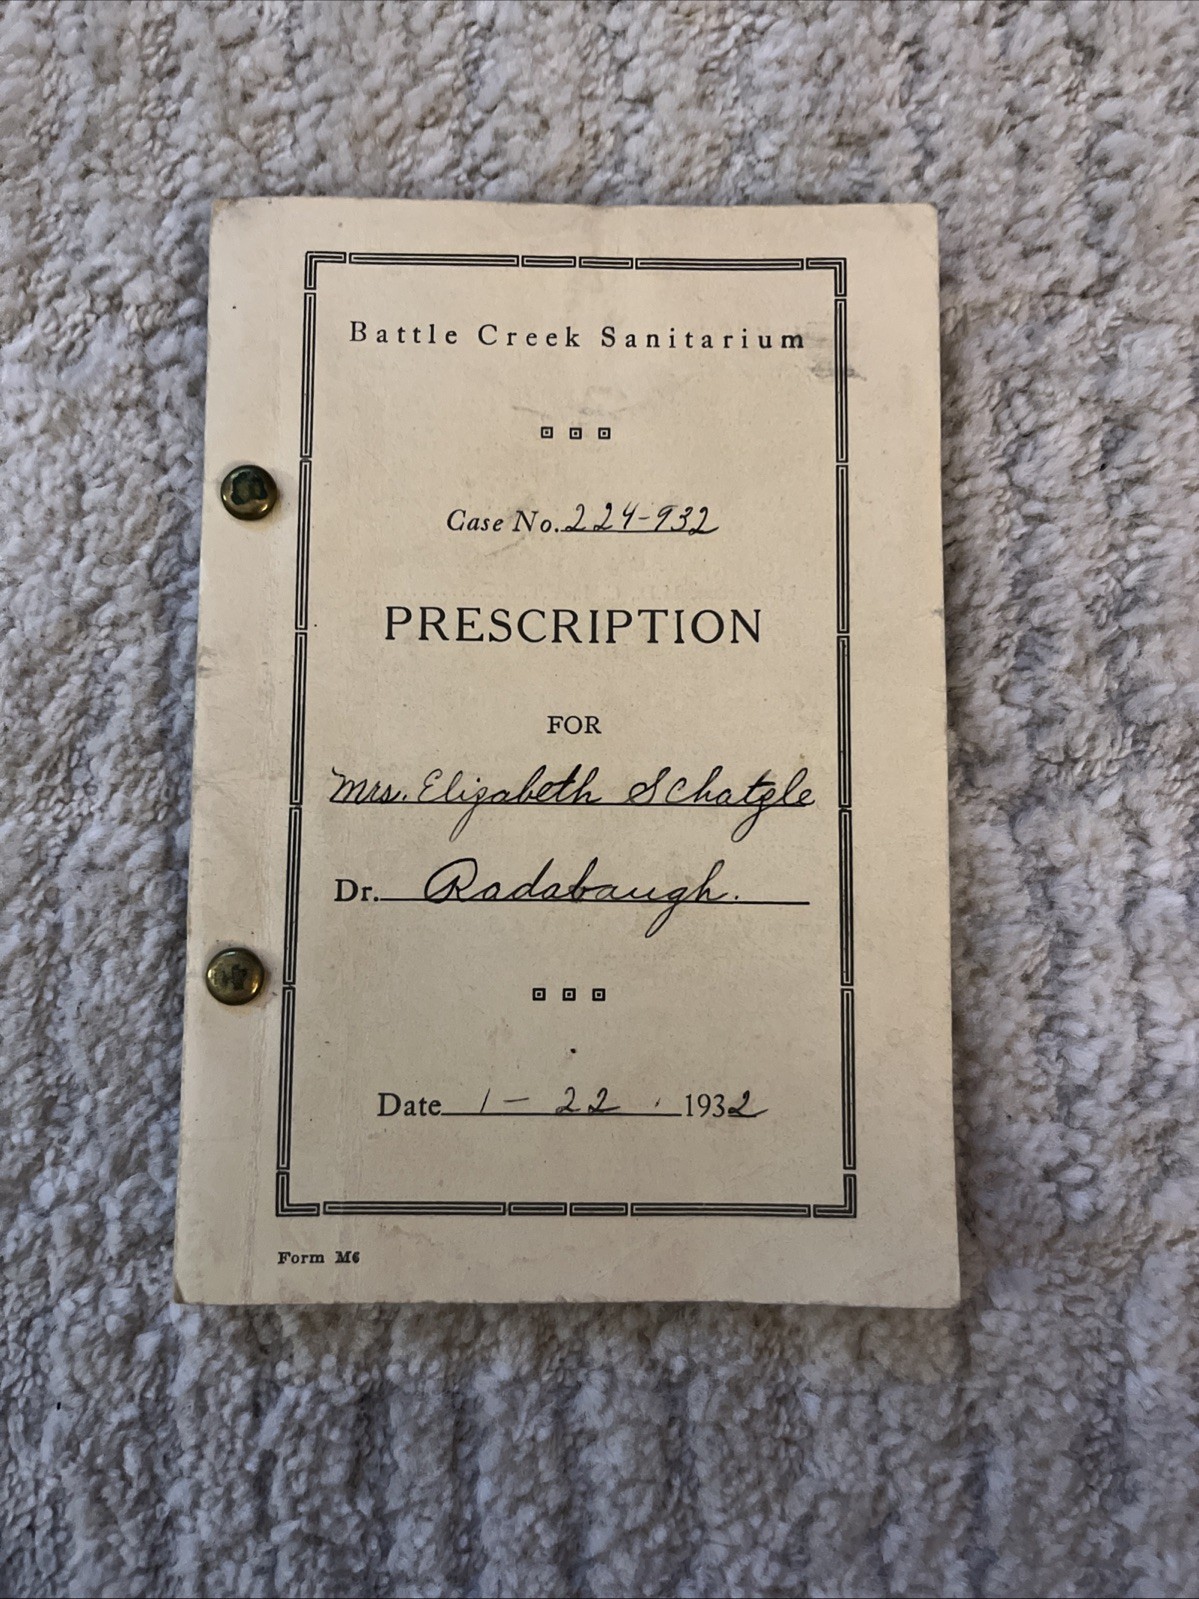 Battle Creek Sanitarium
Case No. 224-932
PRESCRIPTION
FOR
Mrs. Elizabeth Schatzle
Dr. Radabaugh.
Date 1-22, 1932
Form M6